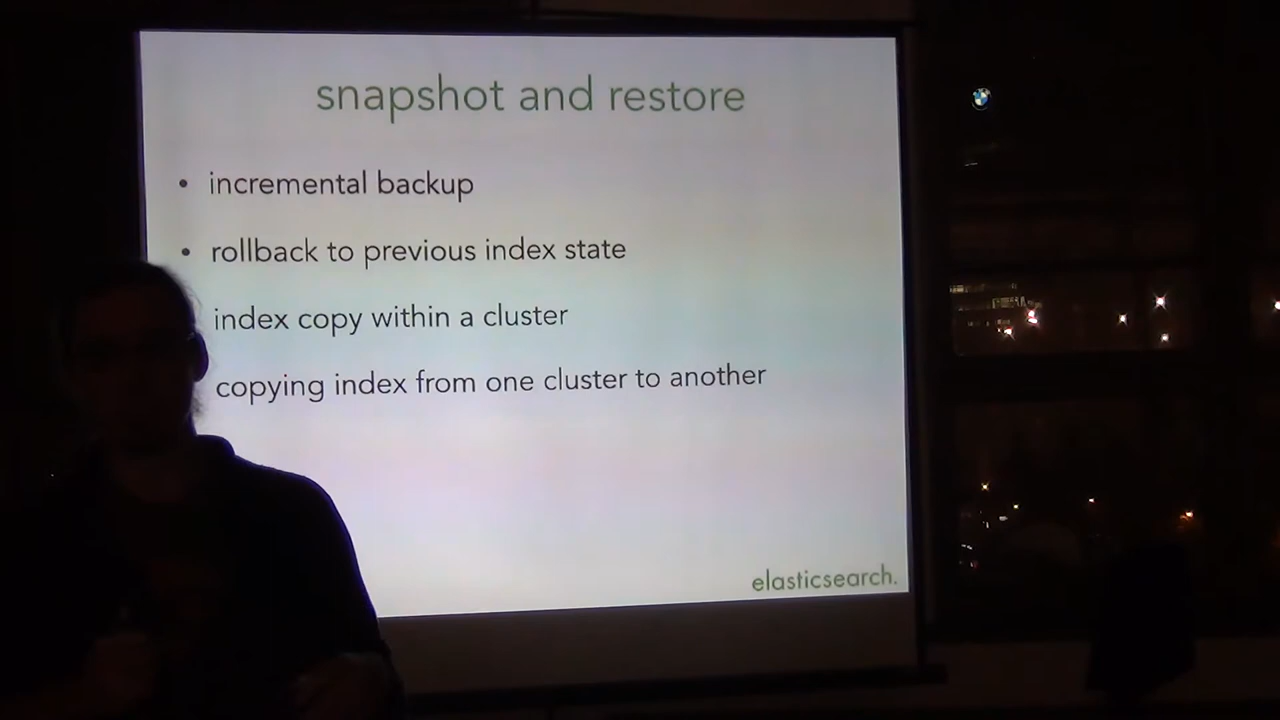 snapshot and restore
• incremental backup
• rollback to previous index state
index copy within a cluster
copying index from one cluster to another
elasticsearch.